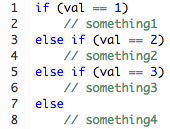 1 if (val == 1)
2     // something1
3 else if (val == 2)
4     // something2
5 else if (val == 3)
6     // something3
7 else
8     // something4